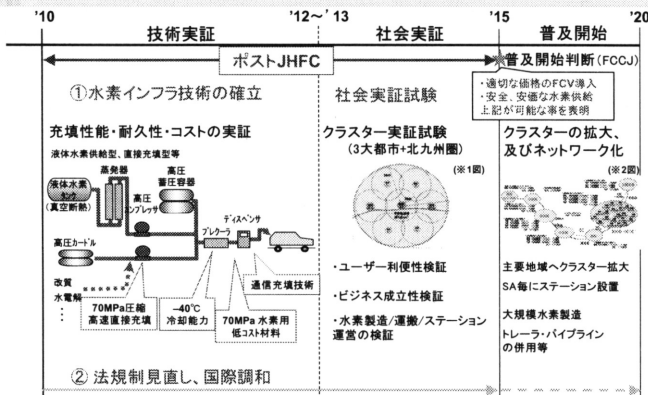 '10
'12～'13
'15
'20
技術実証
社会実証
普及開始
ポストJHFC
普及開始判断(FCCJ)
・適切な価格のFCV導入
・安全、安価な水素供給
上記が可能な事を表明
①水素インフラ技術の確立
社会実証試験
充填性能・耐久性・コストの実証
液体水素供給型、直接充填型等
蒸発器
液体水素
タンク
(真空断熱)
高圧
コンプレッサ
高圧
蓄圧容器
ディスペンサ
プレクーラ
高圧カードル
改質
水電解
⋮
70MPa圧縮
高速直接充填
−40℃
冷却能力
70MPa 水素用
低コスト材料
通信充填技術
クラスター実証試験
(3大都市+北九州圏)
(※1図)
・ユーザー利便性検証
・ビジネス成立性検証
・水素製造/運搬/ステーション
運営の検証
クラスターの拡大、
及びネットワーク化
(※2図)
主要地域へクラスター拡大
SA毎にステーション設置
大規模水素製造
トレーラ・パイプライン
の併用等
②法規制見直し、国際調和